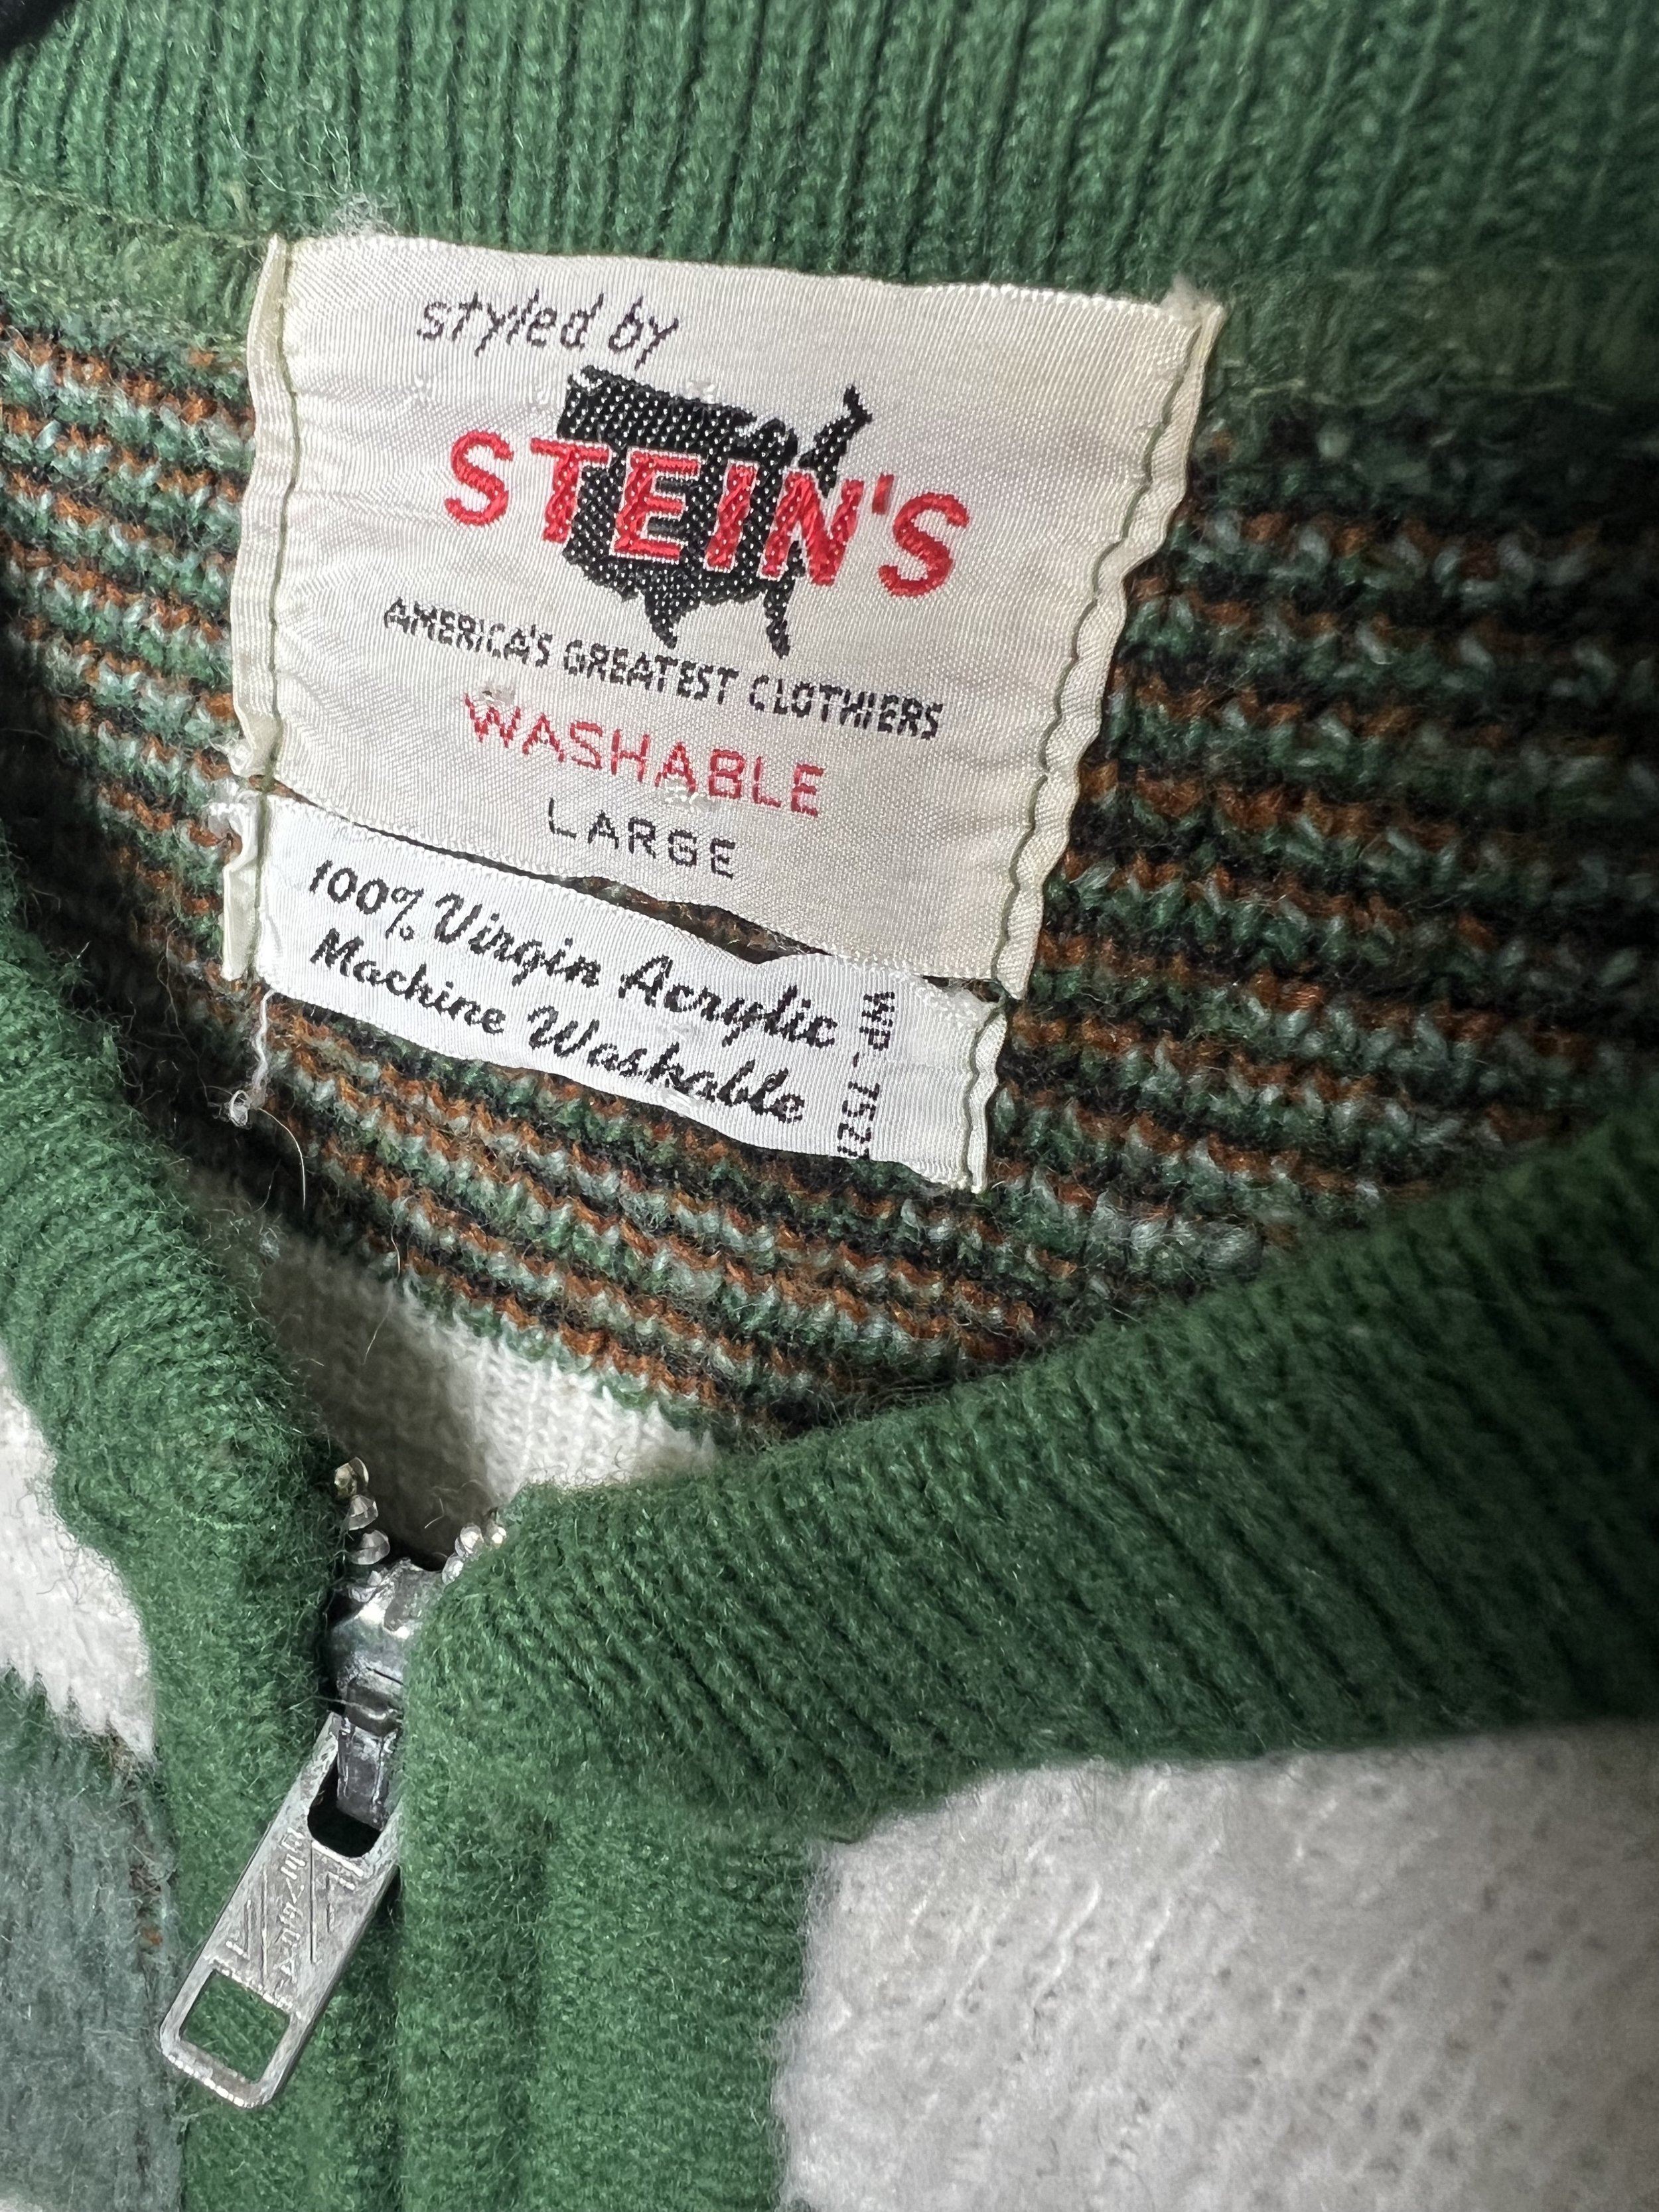 styled by
STEIN'S
AMERICA'S GREATEST CLOTHIERS
WASHABLE
LARGE
100% Virgin Acrylic
Machine Washable